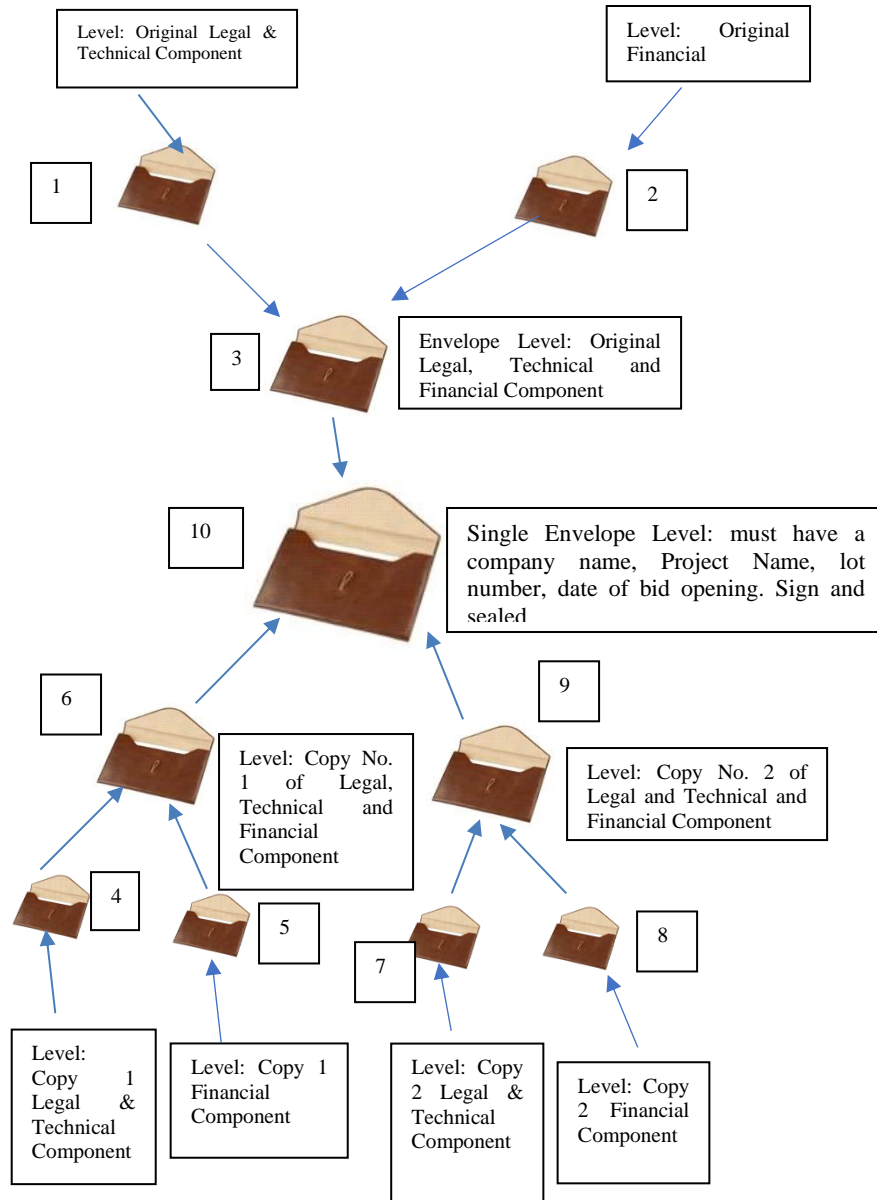 Level: Original Legal &
Technical Component
Level: Original
Financial
1
2
3
Envelope Level: Original
Legal, Technical and
Financial Component
10
Single Envelope Level: must have a
company name, Project Name, lot
number, date of bid opening. Sign and
sealed
6
9
Level: Copy No.
1 of Legal,
Technical and
Financial
Component
Level: Copy No. 2 of
Legal and Technical and
Financial Component
4
5
7
8
Level:
Copy 1
Legal &
Technical
Component
Level: Copy 1
Financial
Component
Level: Copy
2 Legal &
Technical
Component
Level: Copy
2 Financial
Component